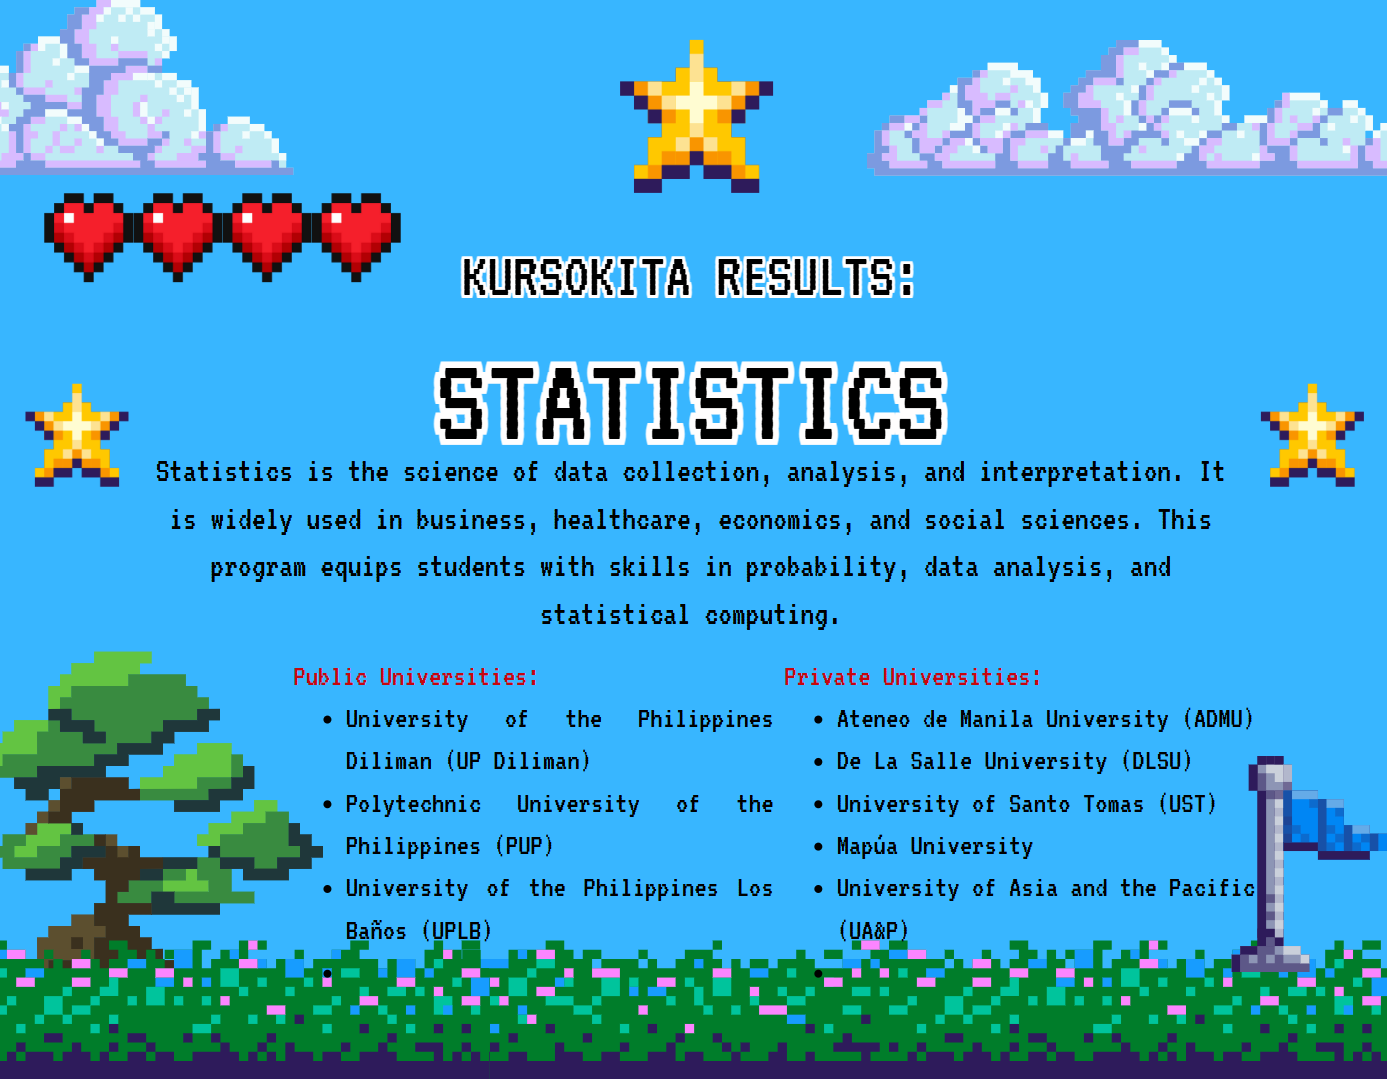 KURSOKITA RESULTS:
STATISTICS
Statistics is the science of data collection, analysis, and interpretation. It
is widely used in business, healthcare, economics, and social sciences. This
program equips students with skills in probability, data analysis, and
statistical computing.
Public Universities:
• University of the Philippines
Diliman (UP Diliman)
• Polytechnic University of the
Philippines (PUP)
• University of the Philippines Los
Baños (UPLB)
•
Private Universities:
• Ateneo de Manila University (ADMU)
• De La Salle University (DLSU)
• University of Santo Tomas (UST)
• Mapúa University
• University of Asia and the Pacific
(UA&P)
•